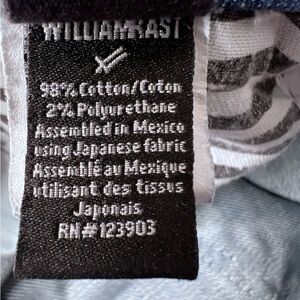 WILLIAM RAST
98% Cotton/Coton
2% Polyurethane
Assembled in Mexico
using Japanese fabric
Assemblé au Mexique
utilisant des tissus
Japonais
RN#123903